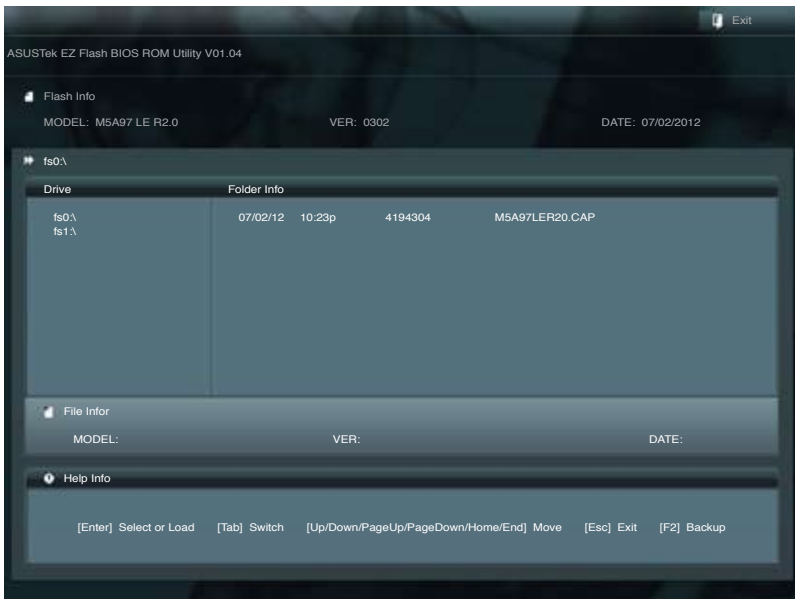 Exit
ASUSTek EZ Flash BIOS ROM Utility V01.04
Flash Info
MODEL: M5A97 LE R2.0 VER: 0302 DATE: 07/02/2012
fs0:\
Drive Folder Info
fs0:\ 07/02/12 10:23p 4194304 M5A97LER20.CAP
fs1:\
File Infor
MODEL: VER: DATE:
Help Info
[Enter] Select or Load [Tab] Switch [Up/Down/PageUp/PageDown/Home/End] Move [Esc] Exit [F2] Backup